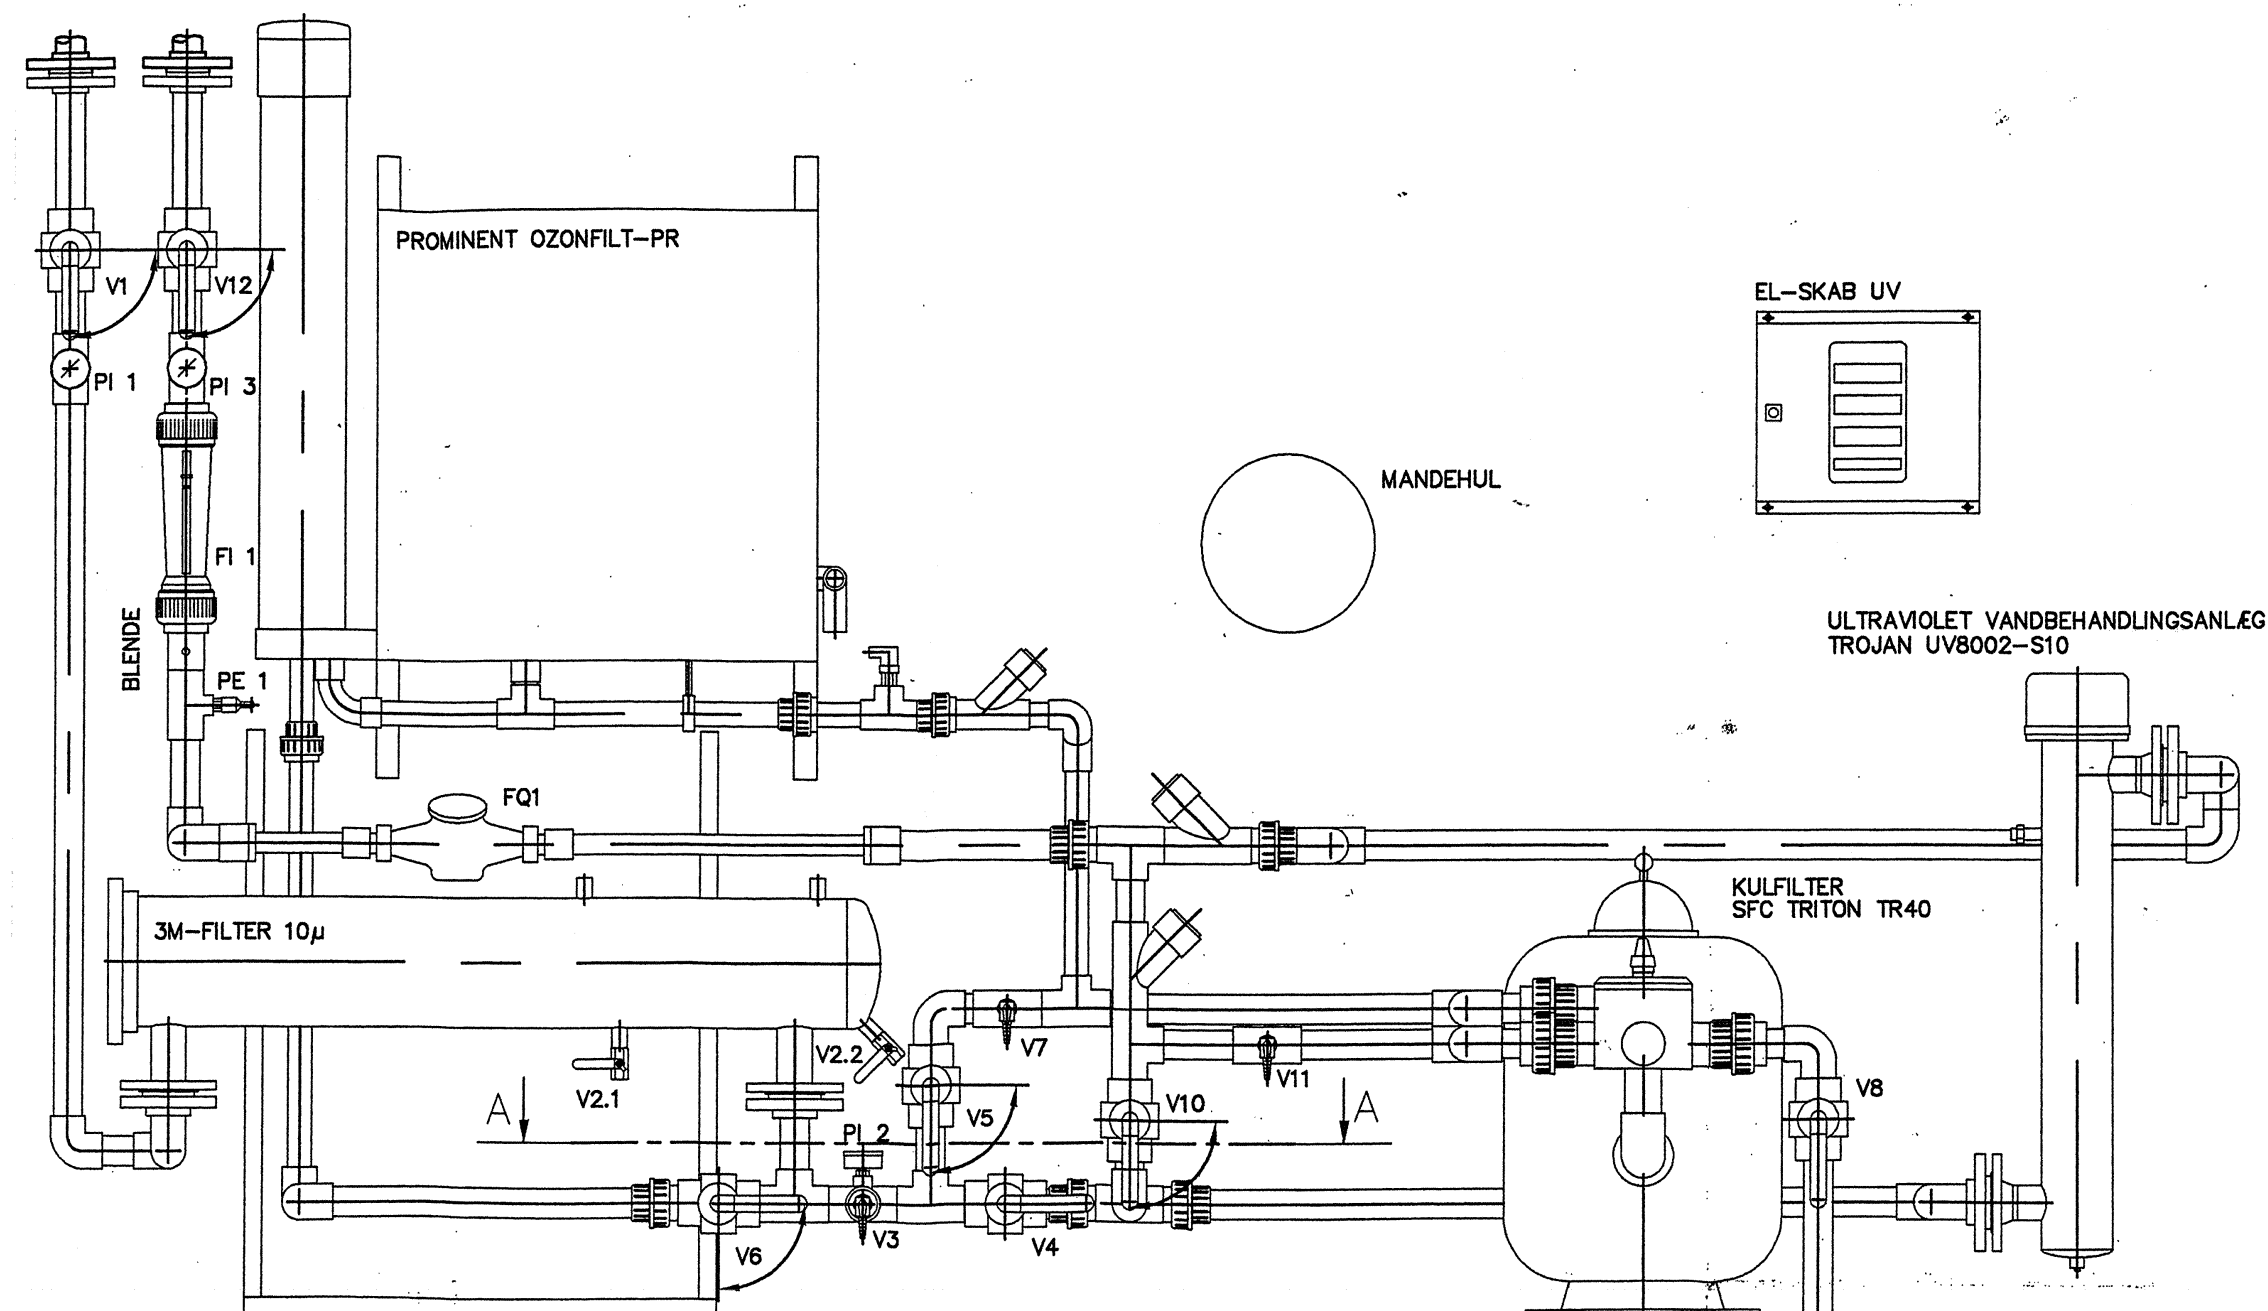 PROMINENT OZONFILT-PR
V1
V12
EL-SKAB UV
PI 1
PI 3
MANDEHUL
FI 1
BLENDE
ULTRAVIOLET VANDBEHANDLINGSANLÆG
TROJAN UV8002-S10
PE 1
FQ1
KULFILTER
SFC TRITON TR40
3M-FILTER 10µ
V7
V2.2
V11
V2.1
V8
A
V5
V10
A
PI 2
V3
V4
V6